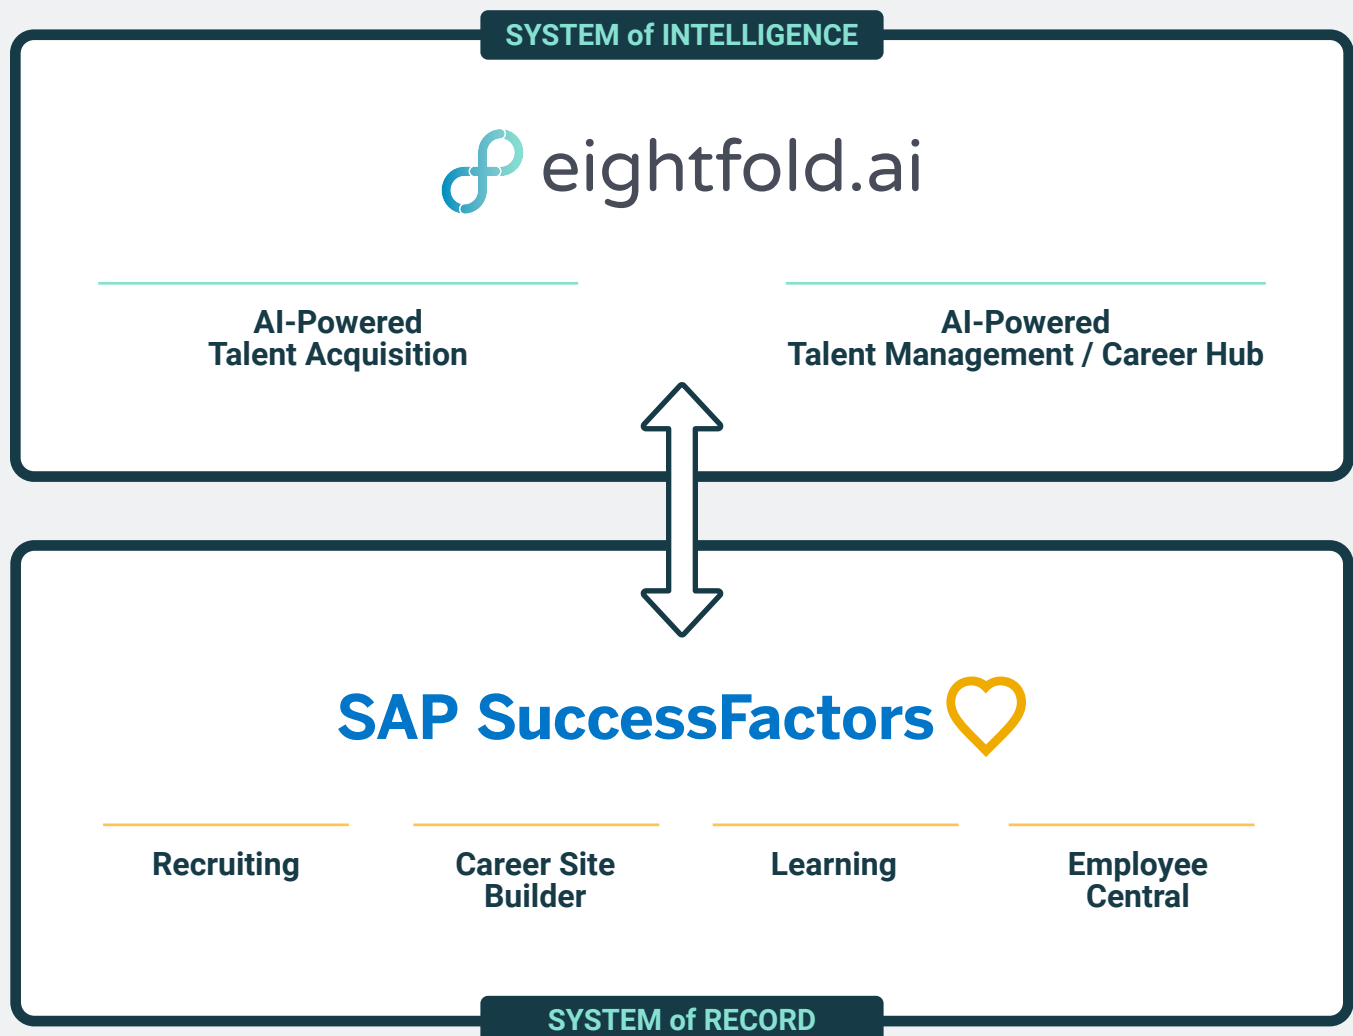 SYSTEM of INTELLIGENCE
eightfold.ai
AI-Powered
Talent Acquisition
AI-Powered
Talent Management / Career Hub
SAP SuccessFactors
Recruiting
Career Site
Builder
Learning
Employee
Central
SYSTEM of RECORD